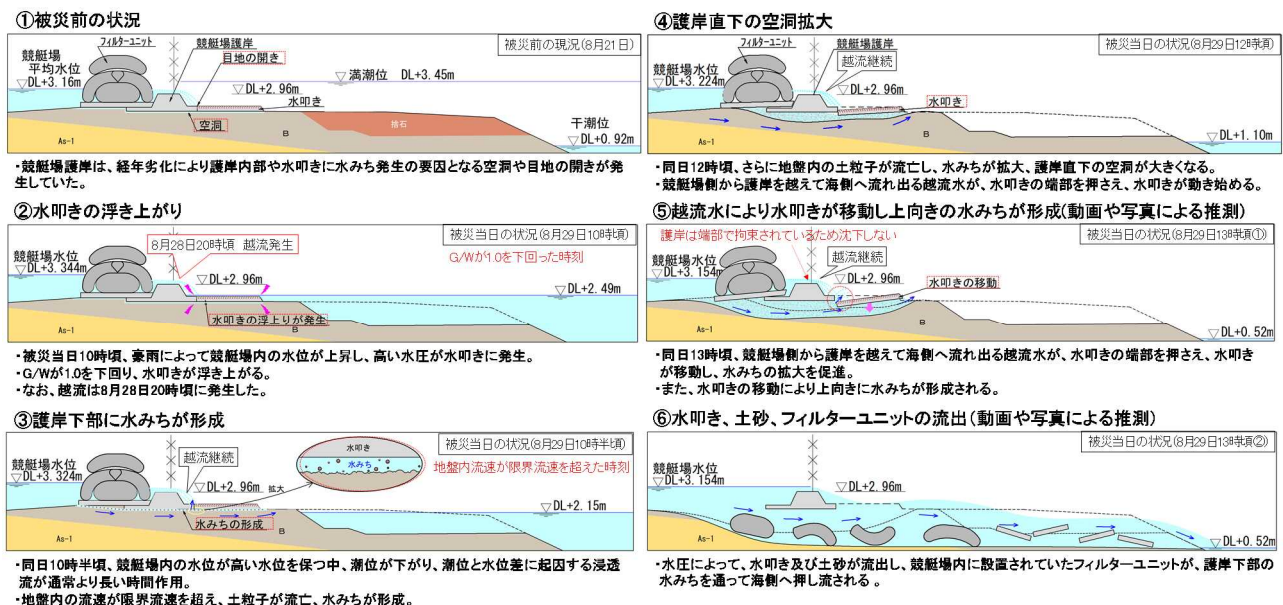 ①被災前の状況
被災前の現況(8月21日)
フィルターユニット
競艇場護岸
目地の開き
競艇場
平均水位
▽DL+3.16m
▽満潮位 DL+3.45m
▽DL+2.96m
水叩き
捨石
空洞
B
As-1
干潮位
▽DL+0.92m
・競艇場護岸は、経年劣化により護岸内部や水叩きに水みち発生の要因となる空洞や目地の開きが発
生していた。
②水叩きの浮き上がり
被災当日の状況(8月29日10時頃)
G/Wが1.0を下回った時刻
8月28日20時頃 越流発生
競艇場水位
▽DL+3.344m
▽DL+2.96m
▽DL+2.49m
水叩きの浮上りが発生
B
As-1
・被災当日10時頃、豪雨によって競艇場内の水位が上昇し、高い水圧が水叩きに発生。
・G/Wが1.0を下回り、水叩きが浮き上がる。
・なお、越流は8月28日20時頃に発生した。
③護岸下部に水みちが形成
被災当日の状況(8月29日10時半頃)
地盤内流速が限界流速を超えた時刻
水叩き
水みち
越流継続
競艇場水位
▽DL+3.324m
▽DL+2.96m
拡大
▽DL+2.15m
水みちの形成
B
As-1
・同日10時半頃、競艇場内の水位が高い水位を保つ中、潮位が下がり、潮位と水位差に起因する浸透
流が通常より長い時間作用。
・地盤内の流速が限界流速を超え、土粒子が流亡、水みちが形成。
④護岸直下の空洞拡大
被災当日の状況(8月29日12時頃)
フィルターユニット
競艇場護岸
越流継続
競艇場水位
▽DL+3.224m
▽DL+2.96m
水叩き
B
As-1
▽DL+1.10m
・同日12時頃、さらに地盤内の土粒子が流亡し、水みちが拡大、護岸直下の空洞が大きくなる。
・競艇場側から護岸を越えて海側へ流れ出る越流水が、水叩きの端部を押さえ、水叩きが動き始める。
⑤越流水により水叩きが移動し上向きの水みちが形成(動画や写真による推測)
被災当日の状況(8月29日13時頃①)
護岸は端部で拘束されているため沈下しない
越流継続
競艇場水位
▽DL+3.154m
▽DL+2.96m
水叩きの移動
B
As-1
▽DL+0.52m
・同日13時頃、競艇場側から護岸を越えて海側へ流れ出る越流水が、水叩きの端部を押さえ、水叩き
が移動し、水みちの拡大を促進。
・また、水叩きの移動により上向きに水みちが形成される。
⑥水叩き、土砂、フィルターユニットの流出(動画や写真による推測)
被災当日の状況(8月29日13時頃②)
競艇場水位
▽DL+3.154m
▽DL+2.96m
B
As-1
▽DL+0.52m
・水圧によって、水叩き及び土砂が流出し、競艇場内に設置されていたフィルターユニットが、護岸下部の
水みちを通って海側へ押し流される。